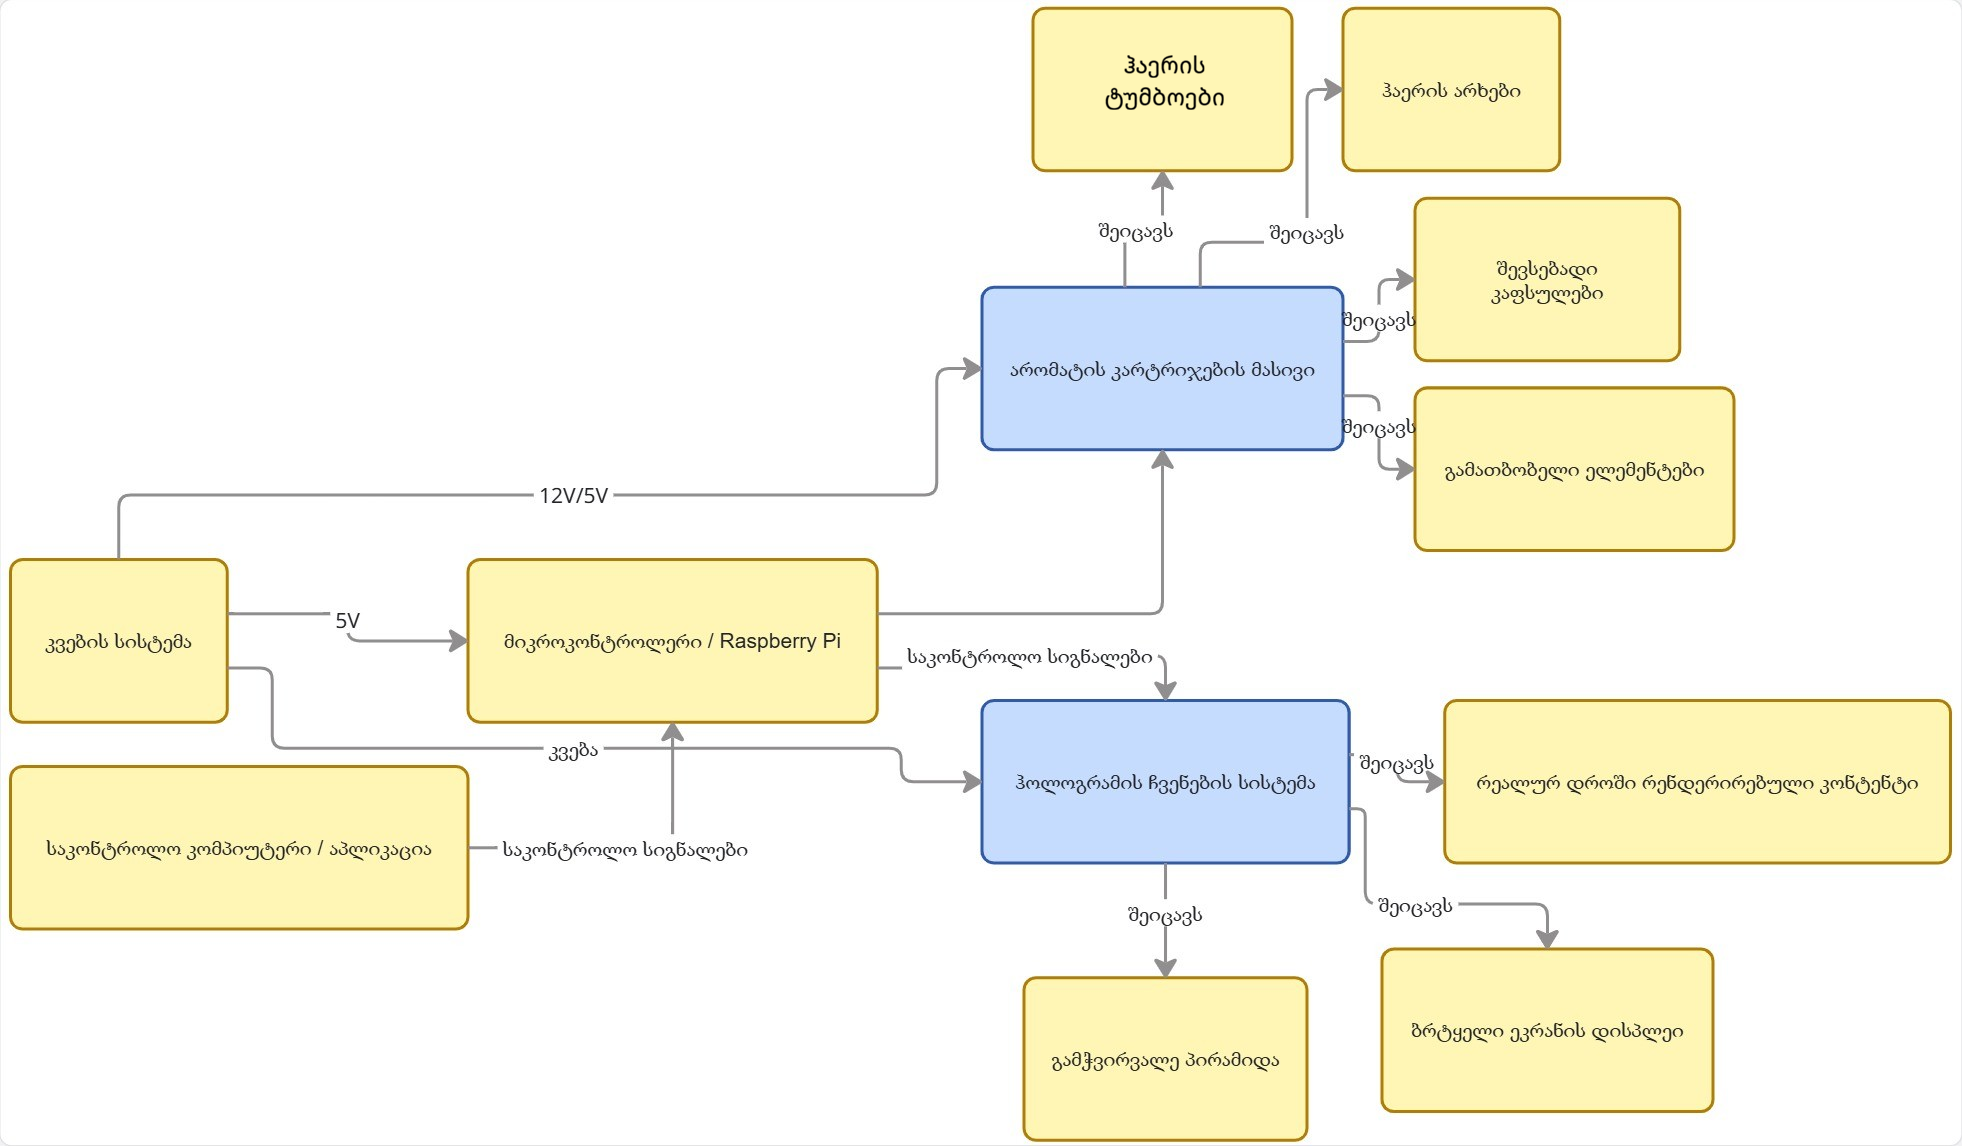 ჰაერის
ტუმბოები
ჰაერის არხები
შეიცავს
შეიცავს
შევსებადი
კაფსულები
შეიცავს
არომატის კარტრიჯების მასივი
შეიცავს
გამათბობელი ელემენტები
12V/5V
5V
კვების სისტემა
მიკროკონტროლერი / Raspberry Pi
საკონტროლო სიგნალები
კვება
ჰოლოგრამის ჩვენების სისტემა
შეიცავს
რეალურ დროში რენდერირებული კონტენტი
საკონტროლო კომპიუტერი / აპლიკაცია
საკონტროლო სიგნალები
შეიცავს
შეიცავს
ბრტყელი ეკრანის დისპლეი
გამჭვირვალე პირამიდა